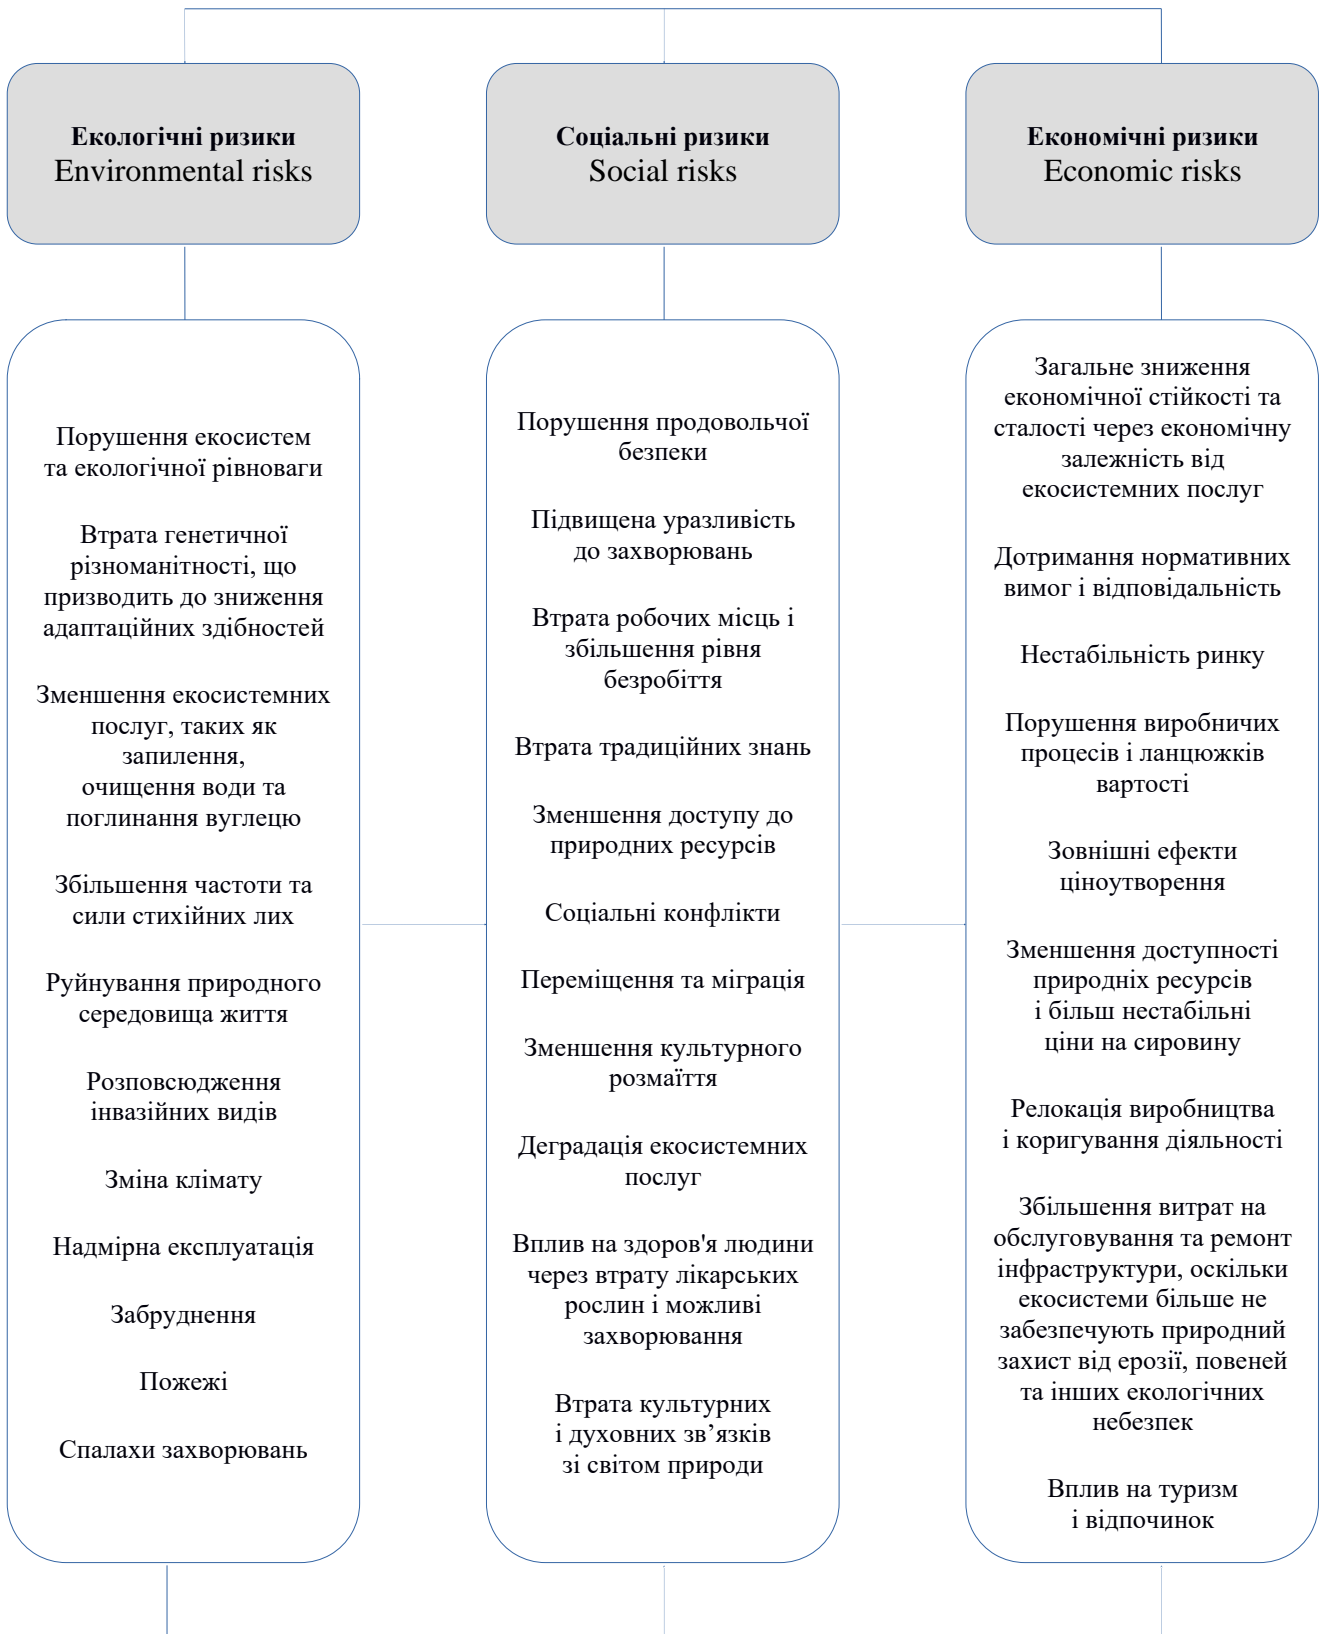 Екологічні ризики
Environmental risks
Соціальні ризики
Social risks
Економічні ризики
Economic risks
Порушення екосистем
та екологічної рівноваги
Втрата генетичної
різноманітності, що
призводить до зниження
адаптаційних здібностей
Зменшення екосистемних
послуг, таких як
запилення,
очищення води та
поглинання вуглецю
Збільшення частоти та
сили стихійних лих
Руйнування природного
середовища життя
Розповсюдження
інвазійних видів
Зміна клімату
Надмірна експлуатація
Забруднення
Пожежі
Спалахи захворювань
Порушення продовольчої
безпеки
Підвищена уразливість
до захворювань
Втрата робочих місць і
збільшення рівня
безробіття
Втрата традиційних знань
Зменшення доступу до
природних ресурсів
Соціальні конфлікти
Переміщення та міграція
Зменшення культурного
розмаїття
Деградація екосистемних
послуг
Вплив на здоров'я людини
через втрату лікарських
рослин і можливі
захворювання
Втрата культурних
і духовних зв’язків
зі світом природи
Загальне зниження
економічної стійкості та
сталості через економічну
залежність від
екосистемних послуг
Дотримання нормативних
вимог і відповідальність
Нестабільність ринку
Порушення виробничих
процесів і ланцюжків
вартості
Зовнішні ефекти
ціноутворення
Зменшення доступності
природніх ресурсів
і більш нестабільні
ціни на сировину
Релокація виробництва
і коригування діяльності
Збільшення витрат на
обслуговування та ремонт
інфраструктури, оскільки
екосистеми більше не
забезпечують природний
захист від ерозії, повеней
та інших екологічних
небезпек
Вплив на туризм
і відпочинок